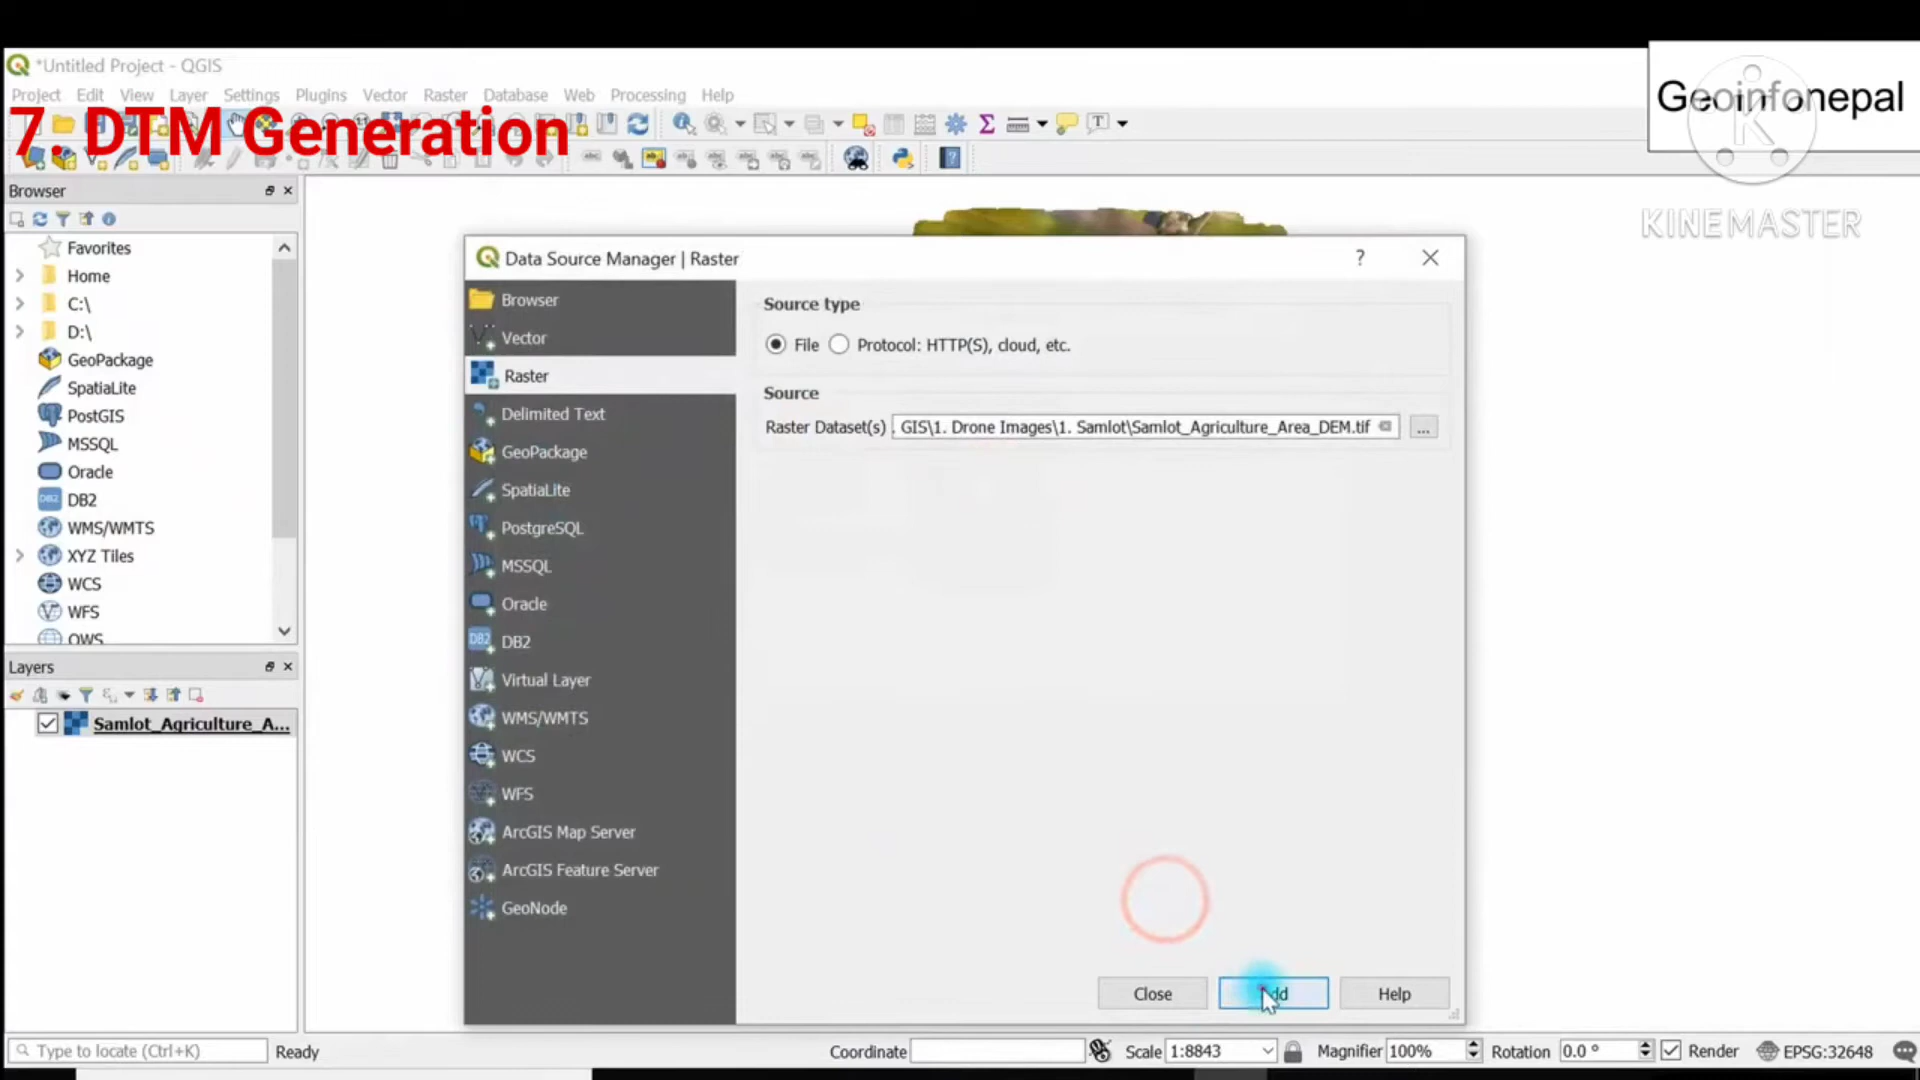 *Untitled Project - QGIS
Project Edit View Layer Settings Plugins Vector Raster Database Web Processing Help
7. DTM Generation
Geoinfonepal
K
KINEMASTER
Browser
Favorites
Home
C:\
D:\
GeoPackage
SpatiaLite
PostGIS
MSSQL
Oracle
DB2
WMS/WMTS
XYZ Tiles
WCS
WFS
OWS
Layers
Samlot_Agriculture_A...
Data Source Manager | Raster
Browser
Vector
Raster
Delimited Text
GeoPackage
SpatiaLite
PostgreSQL
MSSQL
Oracle
DB2
Virtual Layer
WMS/WMTS
WCS
WFS
ArcGIS Map Server
ArcGIS Feature Server
GeoNode
Source type
File Protocol: HTTP(S), cloud, etc.
Source
Raster Dataset(s) . GIS\1. Drone Images\1. Samlot\Samlot_Agriculture_Area_DEM.tif ...
Close Add Help
Type to locate (Ctrl+K) Ready Coordinate Scale 1:8843 Magnifier 100% Rotation 0.0 ° Render EPSG:32648